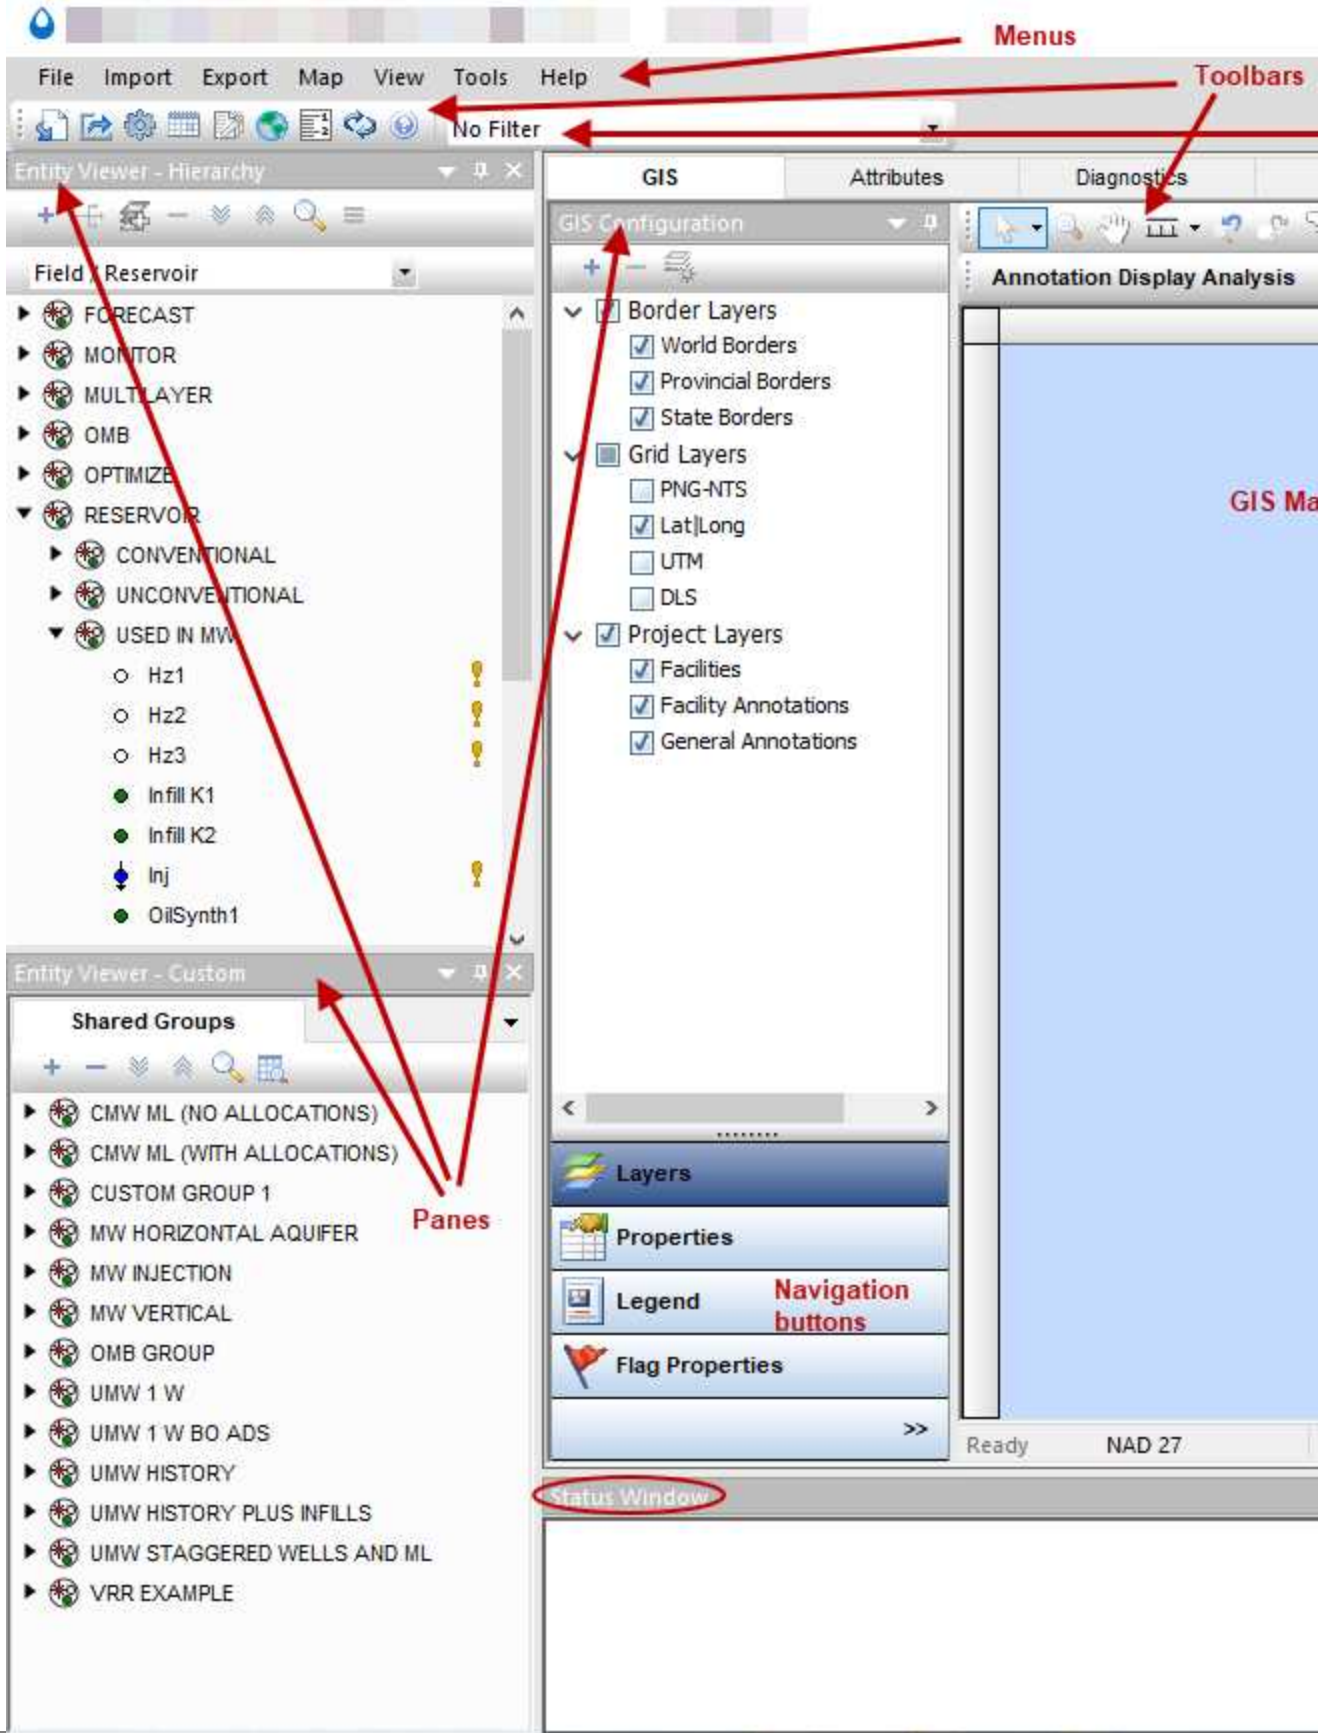 Menus
File Import Export Map View Tools Help
Toolbars
No Filter
Entity Viewer - Hierarchy
Field / Reservoir
FORECAST
MONITOR
MULTILAYER
OMB
OPTIMIZE
RESERVOIR
CONVENTIONAL
UNCONVENTIONAL
USED IN MW
Hz1
Hz2
Hz3
Infill K1
Infill K2
Inj
OilSynth1
Entity Viewer - Custom
Shared Groups
CMW ML (NO ALLOCATIONS)
CMW ML (WITH ALLOCATIONS)
CUSTOM GROUP 1
MW HORIZONTAL AQUIFER
MW INJECTION
MW VERTICAL
OMB GROUP
UMW 1 W
UMW 1 W BO ADS
UMW HISTORY
UMW HISTORY PLUS INFILLS
UMW STAGGERED WELLS AND ML
VRR EXAMPLE
Panes
GIS Attributes Diagnostics
GIS Configuration
Border Layers
World Borders
Provincial Borders
State Borders
Grid Layers
PNG-NTS
Lat|Long
UTM
DLS
Project Layers
Facilities
Facility Annotations
General Annotations
Layers
Properties
Legend
Navigation
buttons
Flag Properties
>>
Annotation Display Analysis
GIS Ma
Ready NAD 27
Status Window